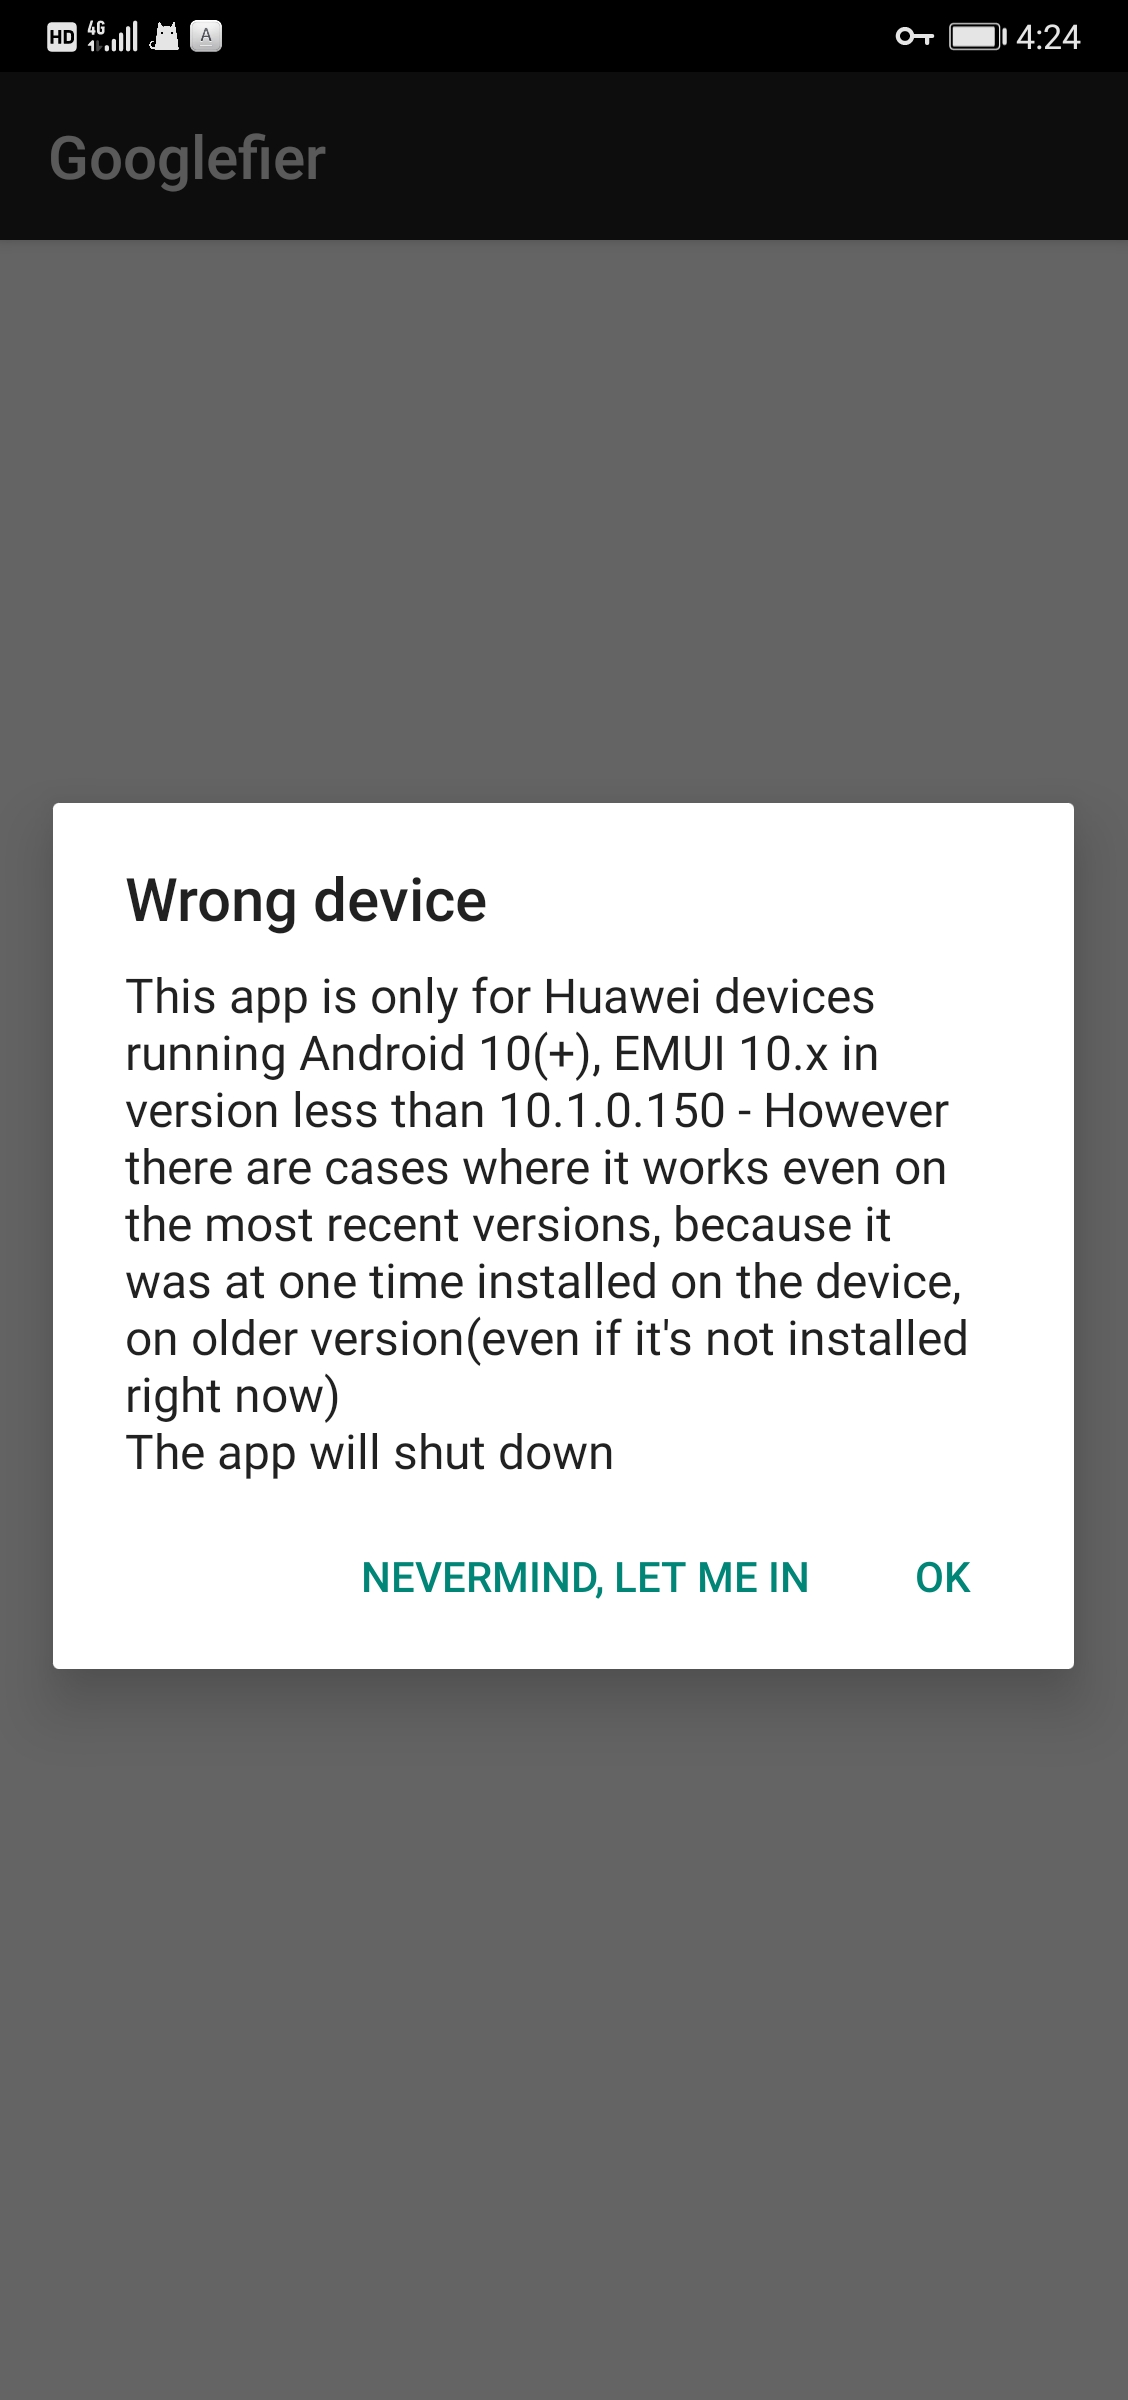 HD 4G A 4:24
Googlefier
Wrong device
This app is only for Huawei devices
running Android 10(+), EMUI 10.x in
version less than 10.1.0.150 - However
there are cases where it works even on
the most recent versions, because it
was at one time installed on the device,
on older version(even if it's not installed
right now)
The app will shut down
NEVERMIND, LET ME IN OK